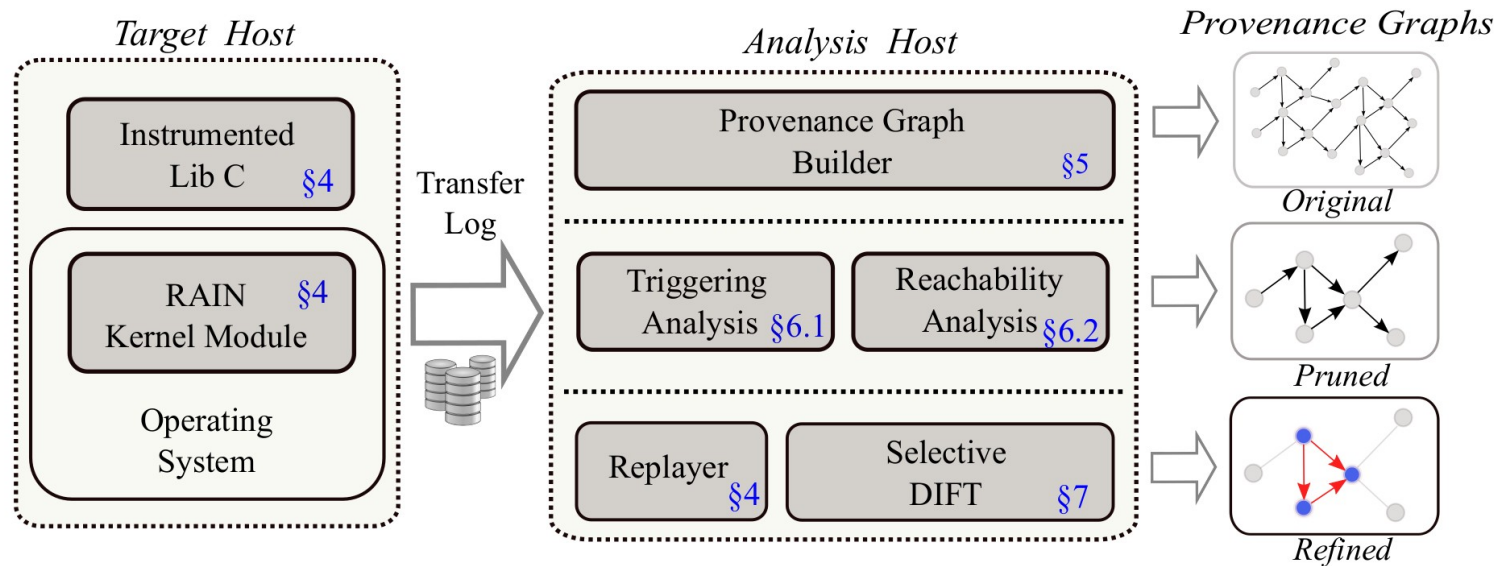 Target Host
Instrumented
Lib C §4
RAIN §4
Kernel Module
Operating
System
Transfer
Log
Analysis Host
Provenance Graph
Builder §5
Triggering
Analysis §6.1
Reachability
Analysis §6.2
Replayer §4
Selective
DIFT §7
Provenance Graphs
Original
Pruned
Refined